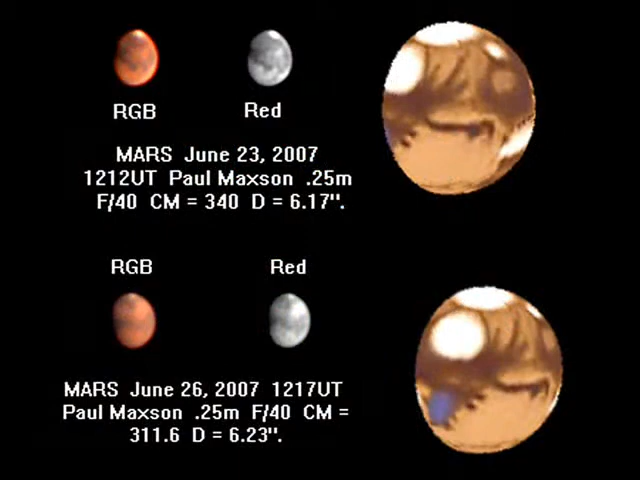 RGB
Red
MARS June 23, 2007
1212UT Paul Maxson .25m
F/40 CM = 340 D = 6.17".
RGB
Red
MARS June 26, 2007 1217UT
Paul Maxson .25m F/40 CM =
311.6 D = 6.23".